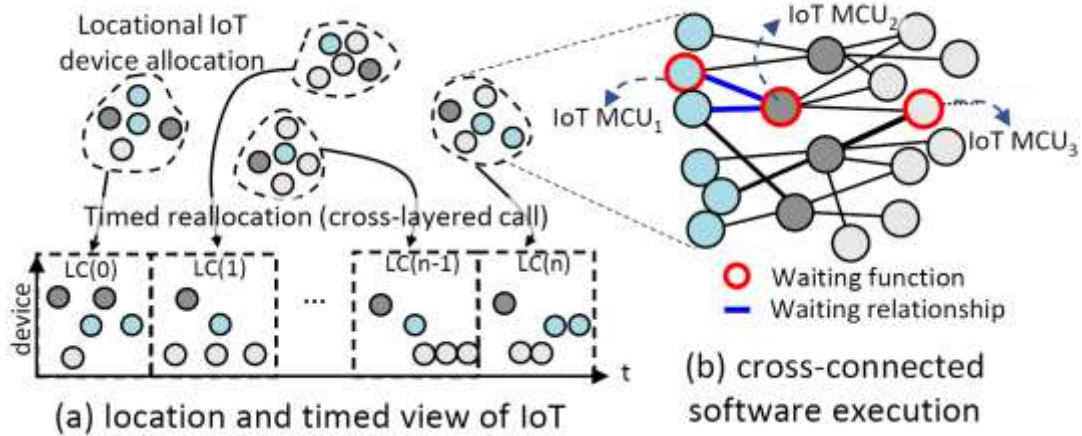 Locational IoT
device allocation
Timed reallocation (cross-layered call)
LC(0)
LC(1)
...
LC(n-1)
LC(n)
device
t
(a) location and timed view of IoT
IoT MCU2
IoT MCU1
IoT MCU3
Waiting function
Waiting relationship
(b) cross-connected
software execution